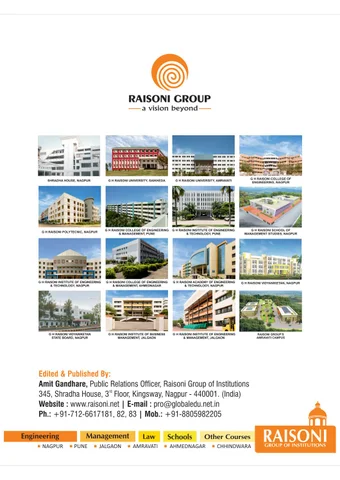 RAISONI GROUP
a vision beyond
SHRADHA HOUSE, NAGPUR
G H RAISONI UNIVERSITY, SAIKHEDA
G H RAISONI UNIVERSITY, AMRAVATI
G H RAISONI COLLEGE OF
ENGINEERING, NAGPUR
G H RAISONI POLYTECHNIC, NAGPUR
G H RAISONI COLLEGE OF ENGINEERING
& MANAGEMENT, PUNE
G H RAISONI INSTITUTE OF ENGINEERING
& TECHNOLOGY, PUNE
G H RAISONI SCHOOL OF
MANAGEMENT STUDIES, NAGPUR
G H RAISONI INSTITUTE OF ENGINEERING
& TECHNOLOGY, NAGPUR
G H RAISONI COLLEGE OF ENGINEERING
& MANAGEMENT, AHMEDNAGAR
G H RAISONI ACADEMY OF ENGINEERING
& TECHNOLOGY, NAGPUR
G H RAISONI VIDYANIKETAN, NAGPUR
G H RAISONI VIDYANIKETAN
STATE BOARD, NAGPUR
G H RAISONI INSTITUTE OF BUSINESS
MANAGEMENT, JALGAON
G H RAISONI INSTITUTE OF ENGINEERING
& MANAGEMENT, JALGAON
RAISONI GROUP'S
AMRAVATI CAMPUS
Edited & Published By:
Amit Gandhare, Public Relations Officer, Raisoni Group of Institutions
345, Shradha House, 3rd Floor, Kingsway, Nagpur - 440001. (India)
Website : www.raisoni.net | E-mail : pro@globaledu.net.in
Ph.: +91-712-6617181, 82, 83 | Mob.: +91-8805982205
Engineering Management Law Schools Other Courses
• NAGPUR • PUNE • JALGAON • AMRAVATI • AHMEDNAGAR • CHHINDWARA
RAISONI
GROUP OF INSTITUTIONS